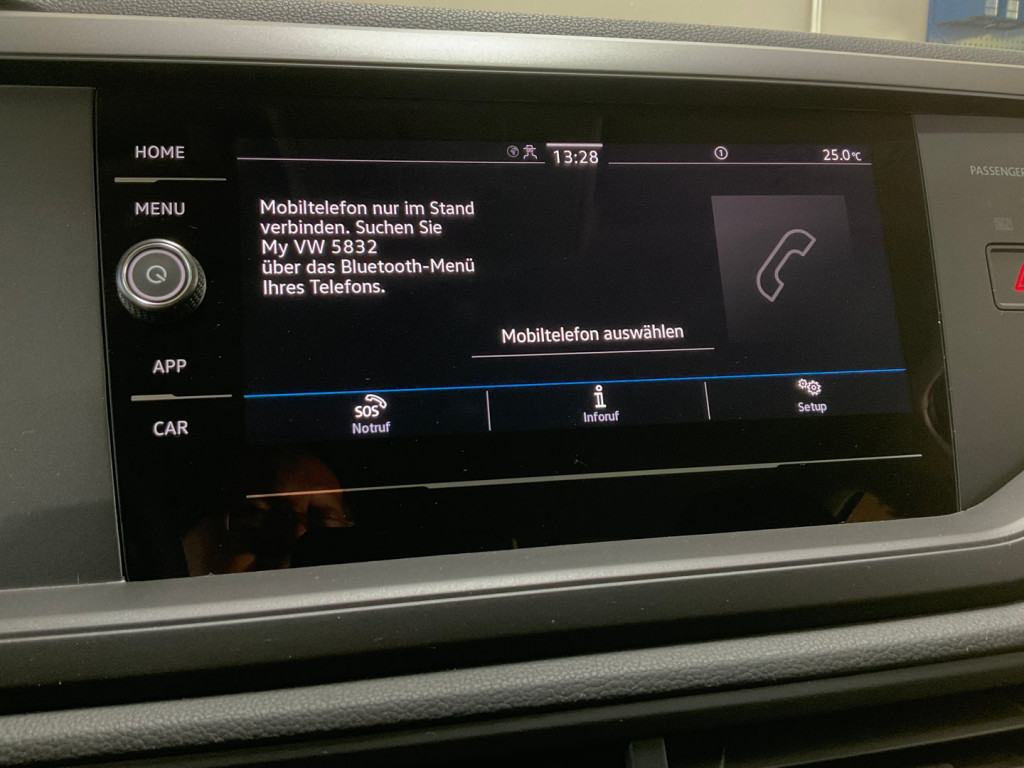 HOME
MENU
APP
CAR
13:28
1
25.0°C
Mobiltelefon nur im Stand
verbinden. Suchen Sie
My VW 5832
über das Bluetooth-Menü
Ihres Telefons.
Mobiltelefon auswählen
SOS
Notruf
i
Inforuf
Setup
PASSENGER